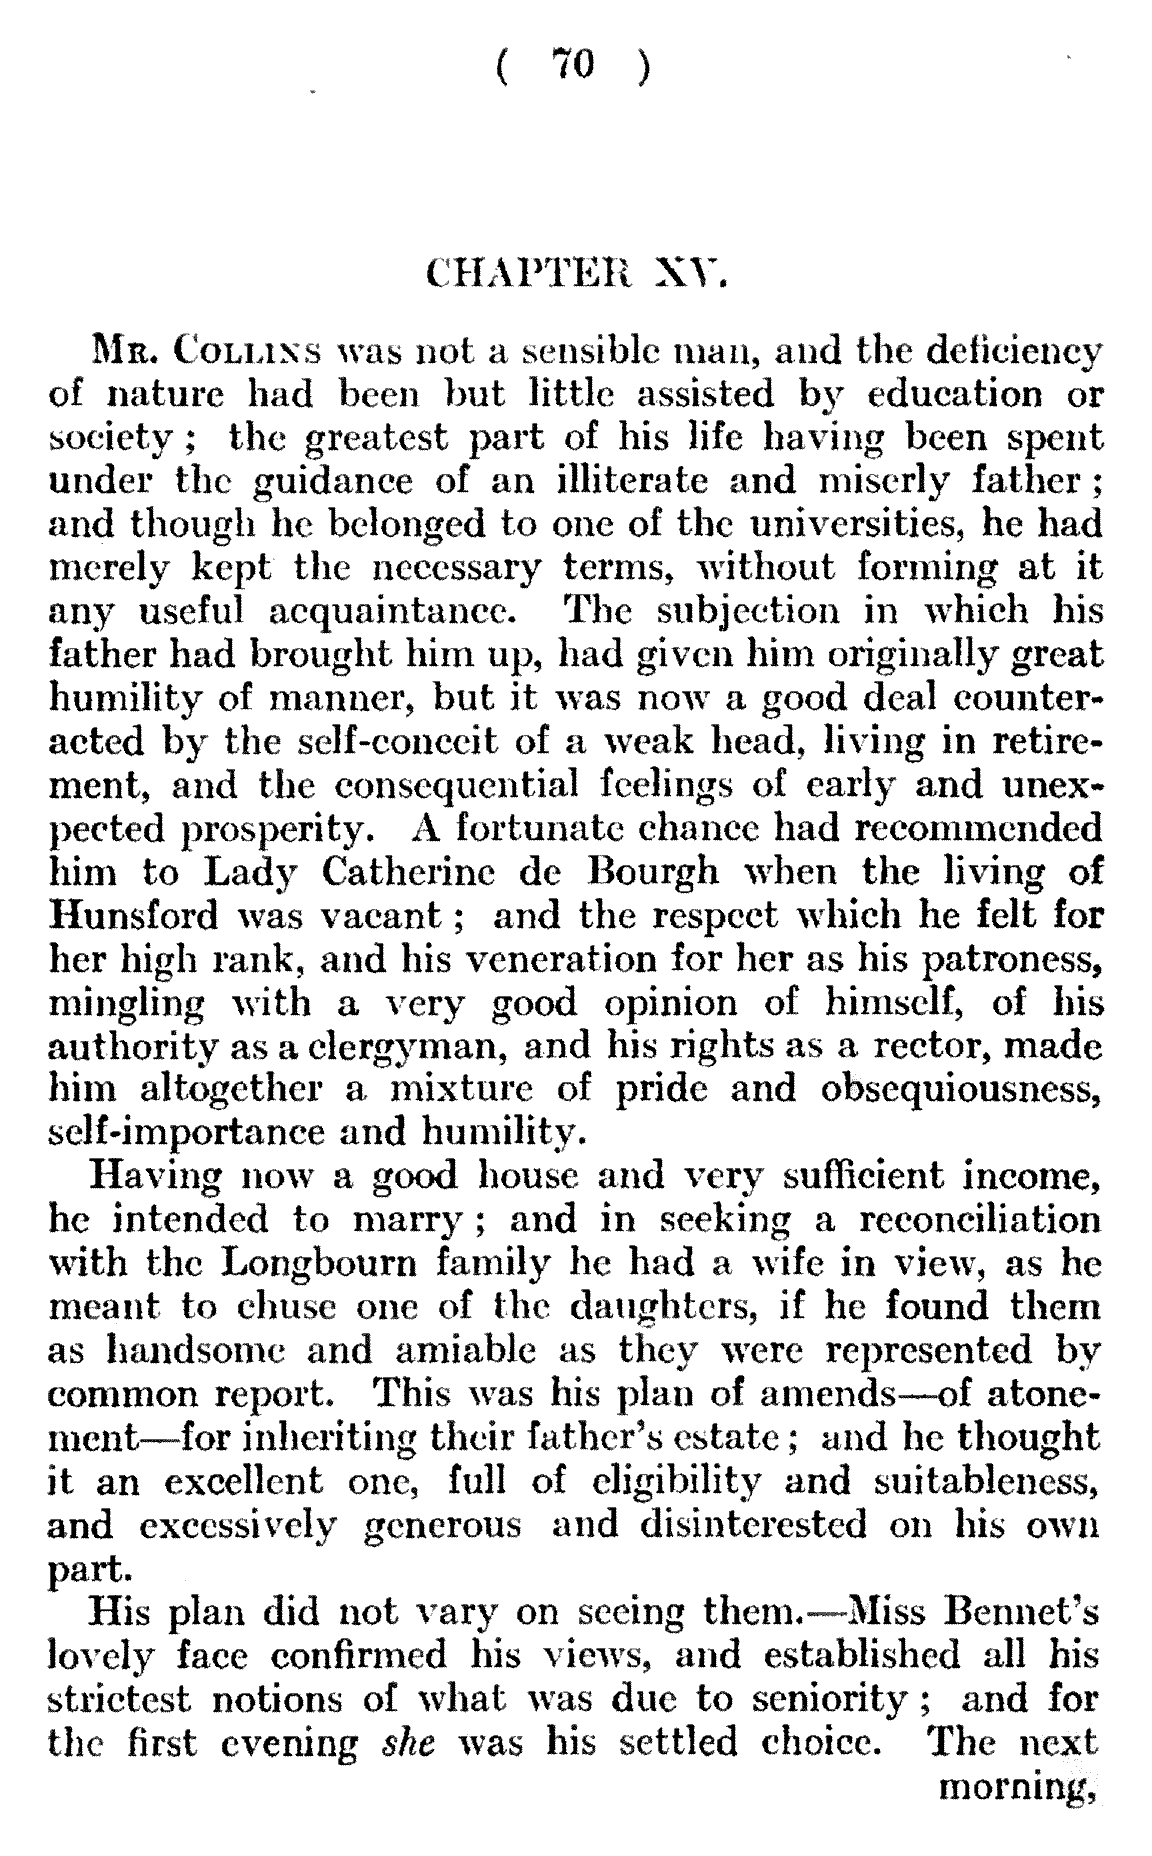 ( 70 )
CHAPTER XV.
MR. COLLINS was not a sensible man, and the deficiency
of nature had been but little assisted by education or
society ; the greatest part of his life having been spent
under the guidance of an illiterate and miserly father ;
and though he belonged to one of the universities, he had
merely kept the necessary terms, without forming at it
any useful acquaintance. The subjection in which his
father had brought him up, had given him originally great
humility of manner, but it was now a good deal counter-
acted by the self-conceit of a weak head, living in retire-
ment, and the consequential feelings of early and unex-
pected prosperity. A fortunate chance had recommended
him to Lady Catherine de Bourgh when the living of
Hunsford was vacant ; and the respect which he felt for
her high rank, and his veneration for her as his patroness,
mingling with a very good opinion of himself, of his
authority as a clergyman, and his rights as a rector, made
him altogether a mixture of pride and obsequiousness,
self-importance and humility.
Having now a good house and very sufficient income,
he intended to marry ; and in seeking a reconciliation
with the Longbourn family he had a wife in view, as he
meant to chuse one of the daughters, if he found them
as handsome and amiable as they were represented by
common report. This was his plan of amends—of atone-
ment—for inheriting their father's estate ; and he thought
it an excellent one, full of eligibility and suitableness,
and excessively generous and disinterested on his own
part.
His plan did not vary on seeing them.—Miss Bennet's
lovely face confirmed his views, and established all his
strictest notions of what was due to seniority ; and for
the first evening she was his settled choice. The next
morning,